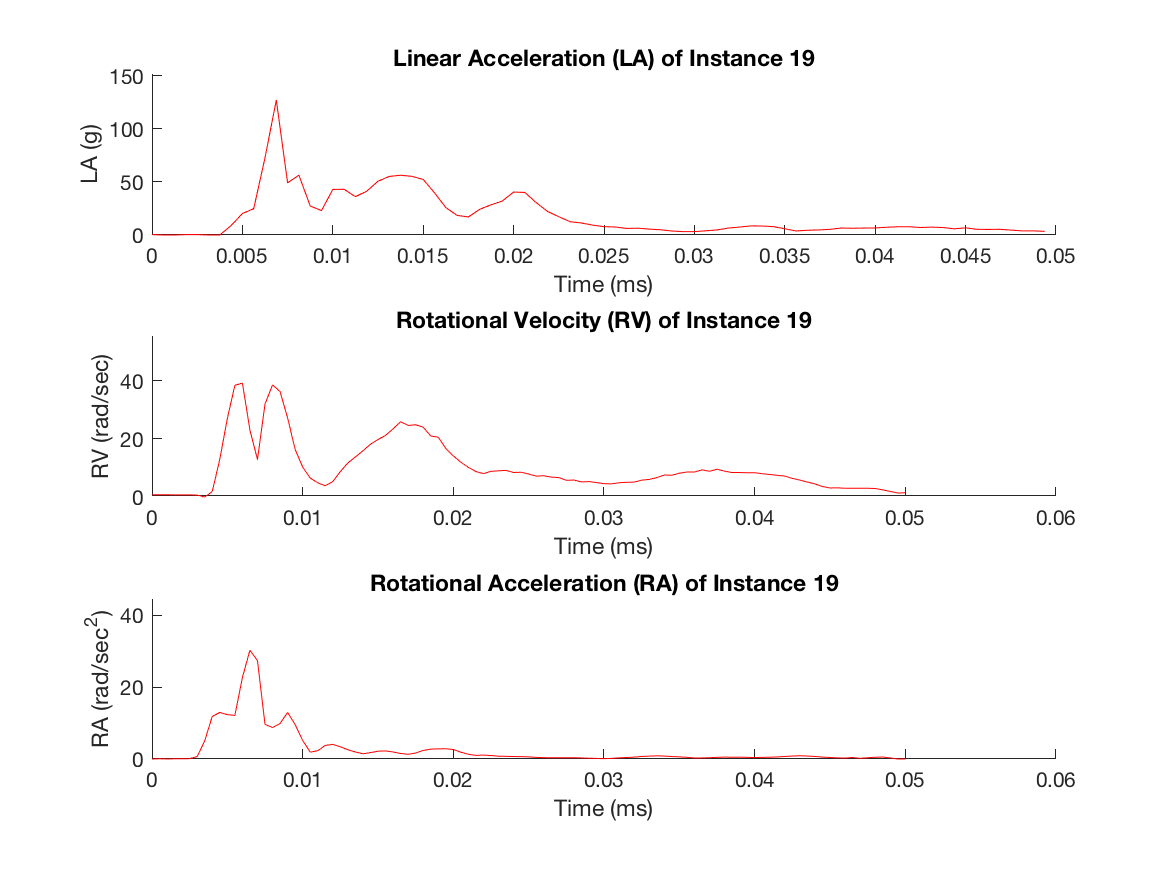 Linear Acceleration (LA) of Instance 19
150
100
50
0
LA (g)
0 0.005 0.01 0.015 0.02 0.025 0.03 0.035 0.04 0.045 0.05
Time (ms)
Rotational Velocity (RV) of Instance 19
40
20
0
RV (rad/sec)
0 0.01 0.02 0.03 0.04 0.05 0.06
Time (ms)
Rotational Acceleration (RA) of Instance 19
40
20
0
RA (rad/sec²)
0 0.01 0.02 0.03 0.04 0.05 0.06
Time (ms)